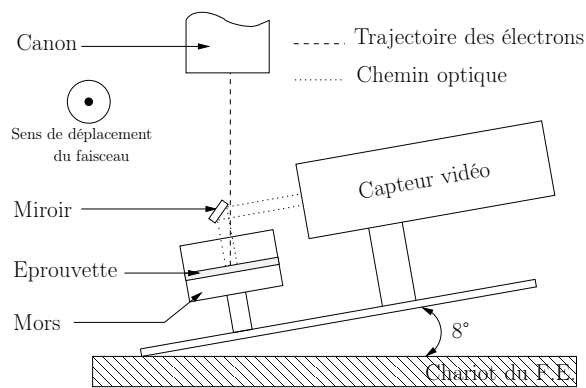 Canon
Trajectoire des électrons
Chemin optique
Sens de déplacement
du faisceau
Capteur vidéo
Miroir
Eprouvette
Mors
8°
Chariot du F.E.